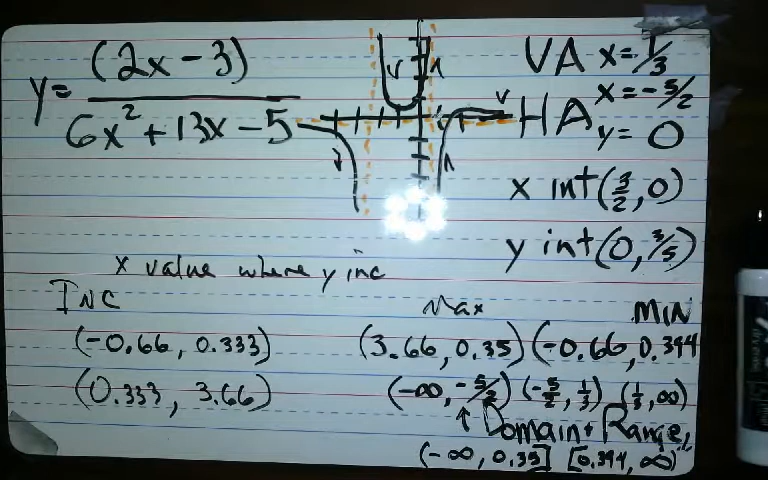 y = (2x - 3) / 6x² + 13x - 5
VA x = 1/3
x = -5/2
HA y = 0
x int (3/2, 0)
y int (0, 3/5)
x value where y inc
INC
Max
MIN
(-0.66, 0.333)
(3.66, 0.35) (-0.66, 0.394
(0.333, 3.66)
(-∞, -5/2) (-5/2, 1/3) (1/3, ∞)
↑ Domain + Range
(-∞, 0.35] [0.394, ∞)